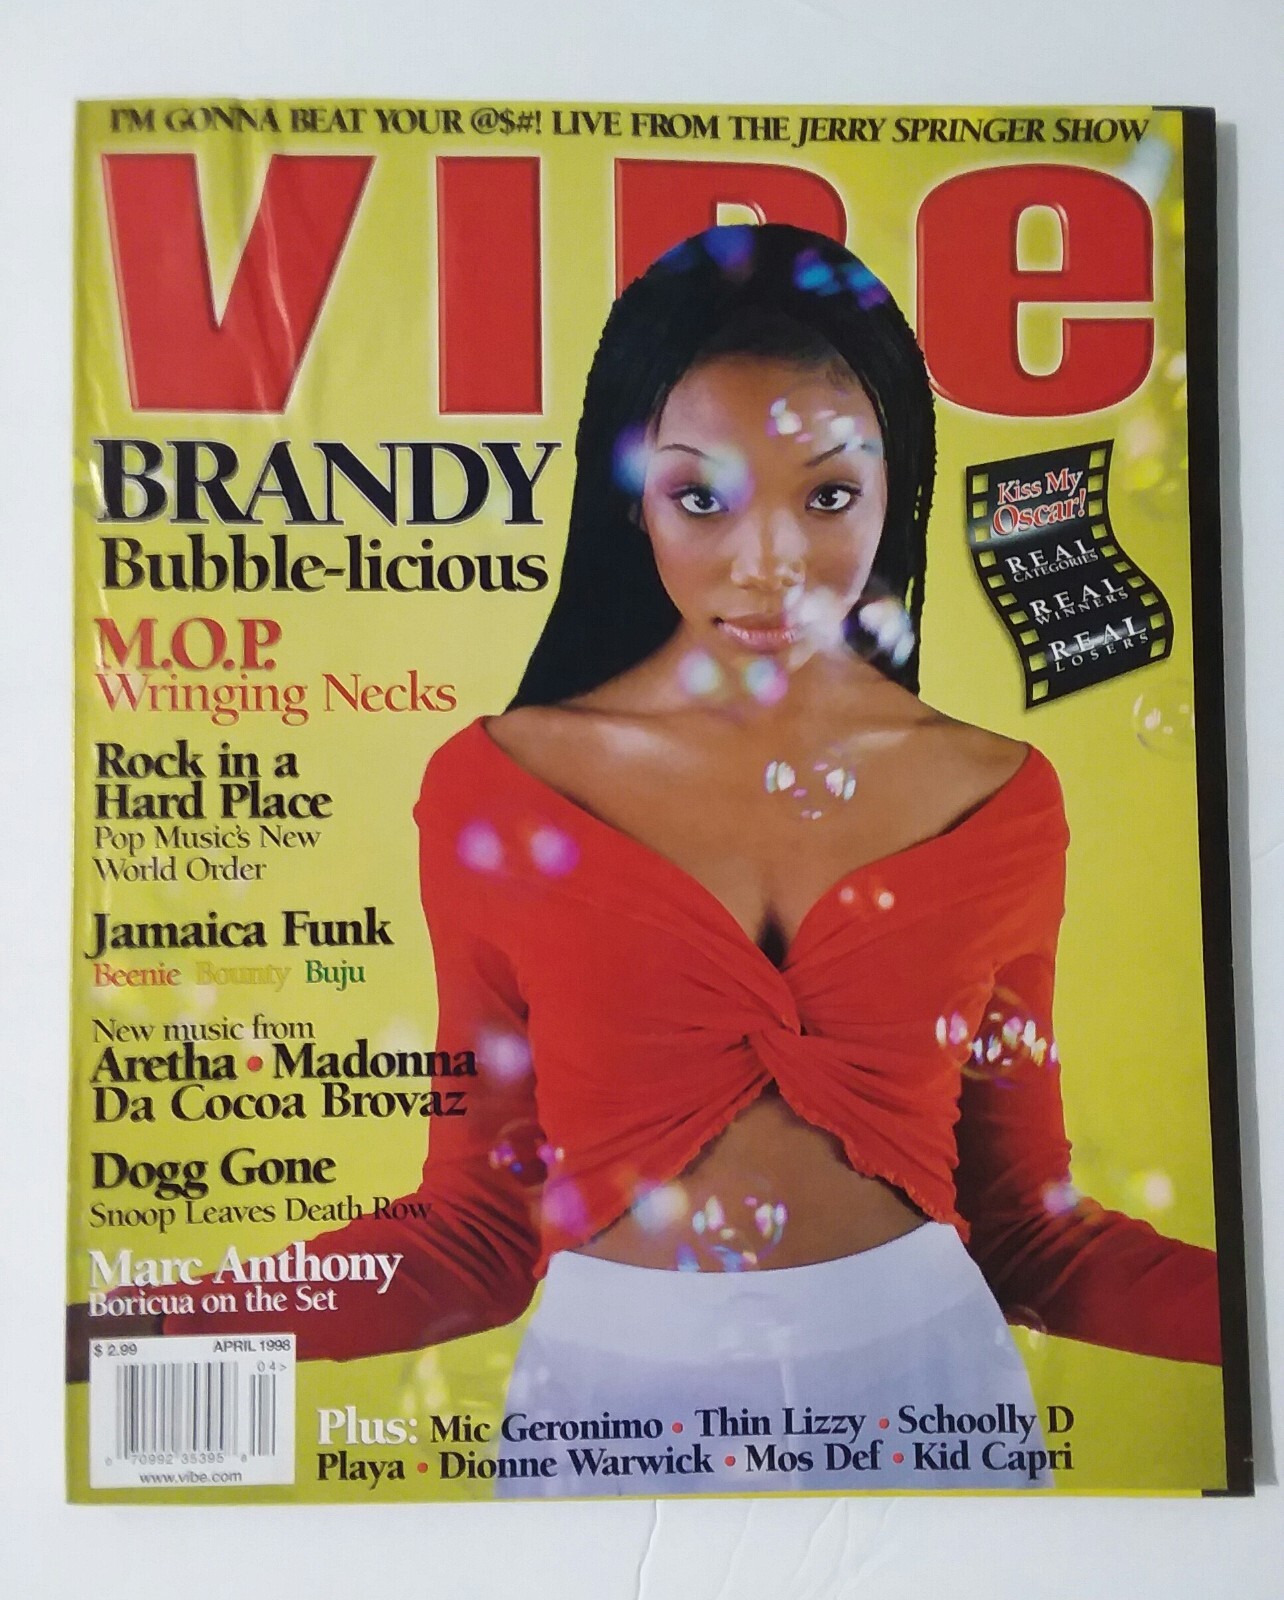 I'M GONNA BEAT YOUR @$#! LIVE FROM THE JERRY SPRINGER SHOW
VIBe
BRANDY
Bubble-licious
Kiss My
Oscar!
REAL
CATEGORIES
REAL
WINNERS
REAL
LOSERS
M.O.P.
Wringing Necks
Rock in a
Hard Place
Pop Music's New
World Order
Jamaica Funk
Beenie Bounty Buju
New music from
Aretha • Madonna
Da Cocoa Brovaz
Dogg Gone
Snoop Leaves Death Row
Marc Anthony
Boricua on the Set
$ 2.99 APRIL 1998
04>
0 70992 35395 8
www.vibe.com
Plus: Mic Geronimo • Thin Lizzy • Schoolly D
Playa • Dionne Warwick • Mos Def • Kid Capri